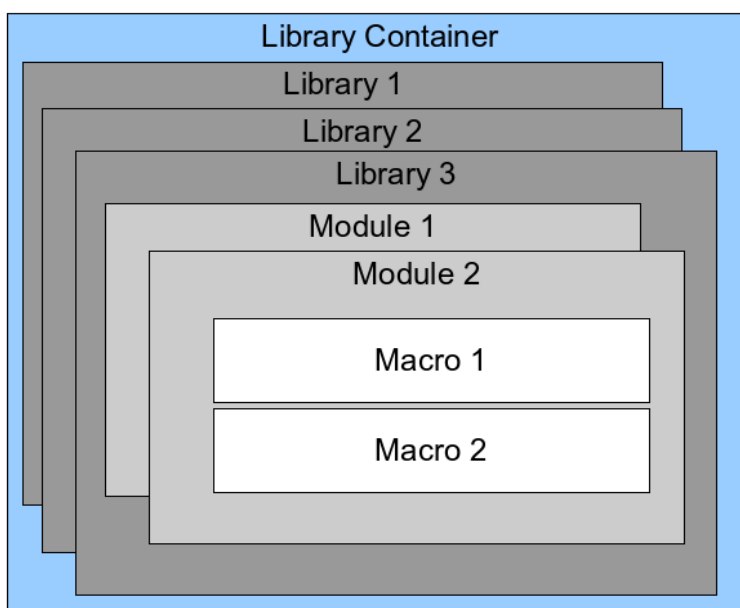 Library Container
Library 1
Library 2
Library 3
Module 1
Module 2
Macro 1
Macro 2